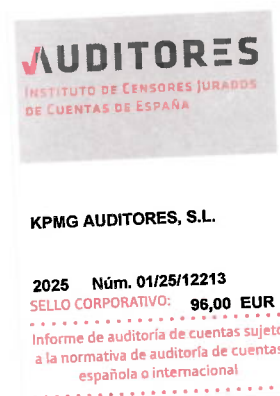 AUDITORES
INSTITUTO DE CENSORES JURADOS
DE CUENTAS DE ESPAÑA
KPMG AUDITORES, S.L.
2025 Núm. 01/25/12213
SELLO CORPORATIVO: 96,00 EUR
Informe de auditoría de cuentas sujeto
a la normativa de auditoría de cuentas
española o internacional